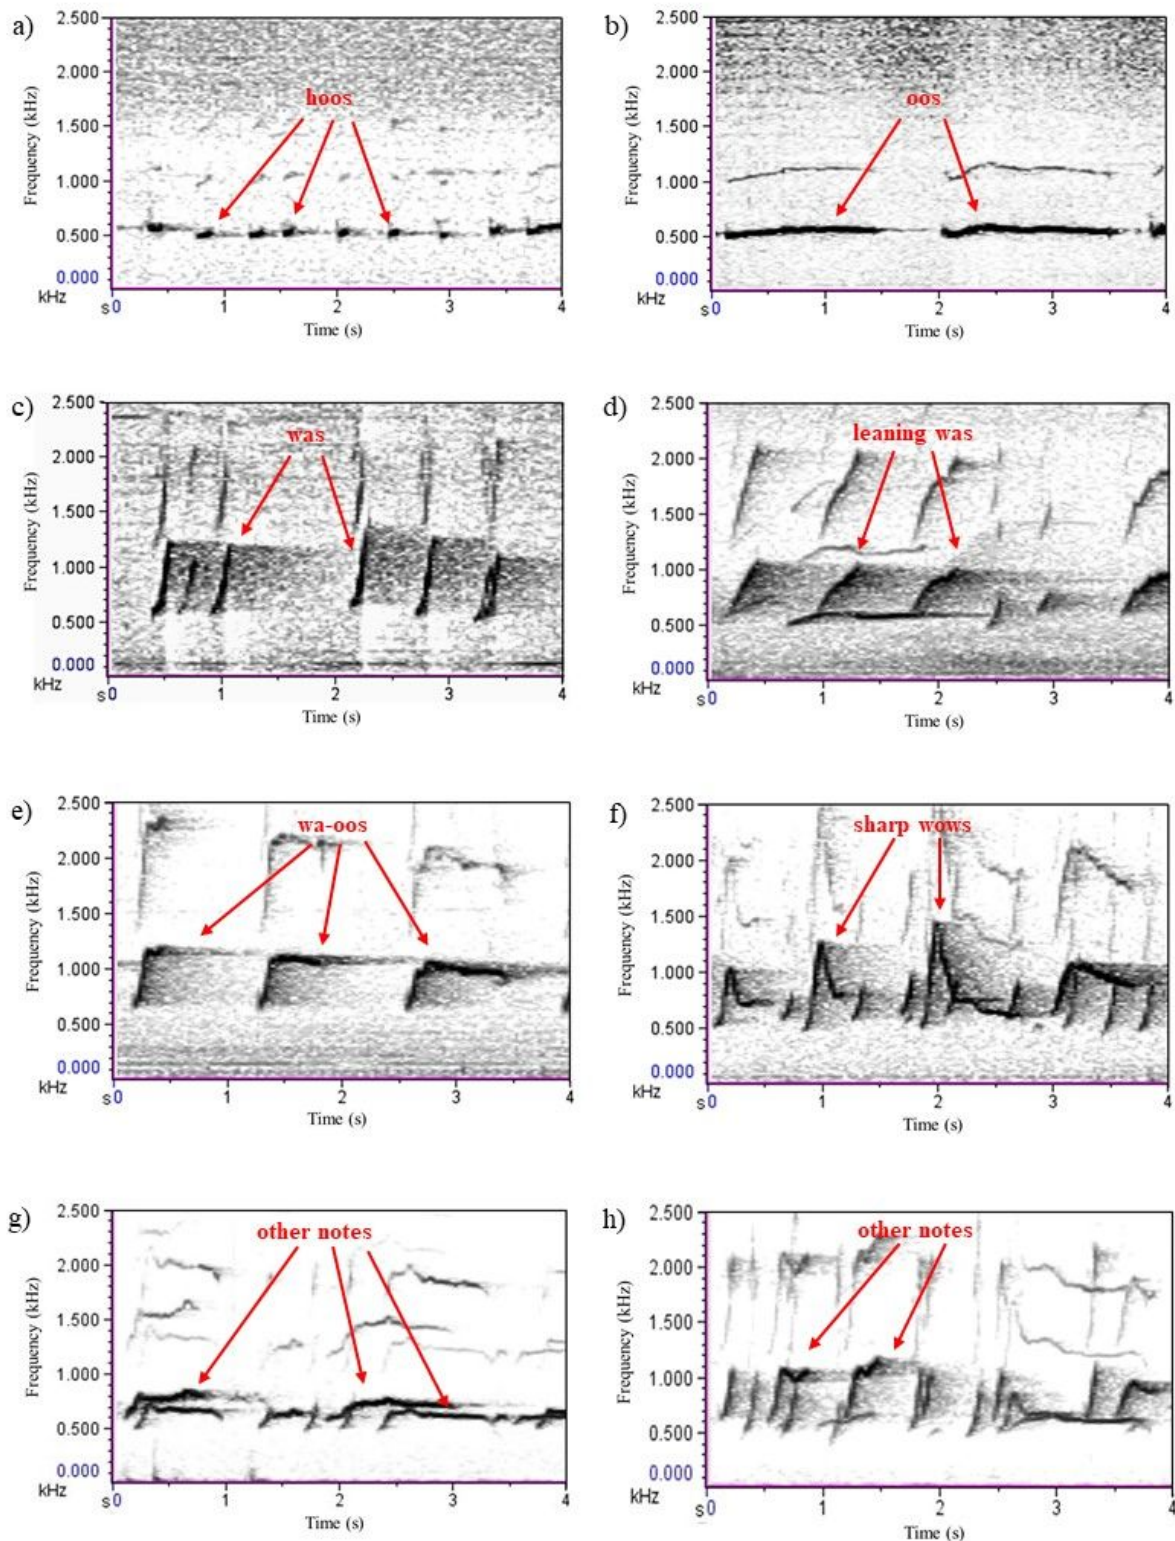 a)
2.500
2.000
1.500
1.000
0.500
0.000
Frequency (kHz)
hoos
kHz
s0 1 2 3 4
Time (s)
b)
2.500
2.000
1.500
1.000
0.500
0.000
Frequency (kHz)
oos
kHz
s0 1 2 3 4
Time (s)
c)
2.500
2.000
1.500
1.000
0.500
0.000
Frequency (kHz)
was
kHz
s0 1 2 3 4
Time (s)
d)
2.500
2.000
1.500
1.000
0.500
0.000
Frequency (kHz)
leaning was
kHz
s0 1 2 3 4
Time (s)
e)
2.500
2.000
1.500
1.000
0.500
0.000
Frequency (kHz)
wa-oos
kHz
s0 1 2 3 4
Time (s)
f)
2.500
2.000
1.500
1.000
0.500
0.000
Frequency (kHz)
sharp wows
kHz
s0 1 2 3 4
Time (s)
g)
2.500
2.000
1.500
1.000
0.500
0.000
Frequency (kHz)
other notes
kHz
s0 1 2 3 4
Time (s)
h)
2.500
2.000
1.500
1.000
0.500
0.000
Frequency (kHz)
other notes
kHz
s0 1 2 3 4
Time (s)